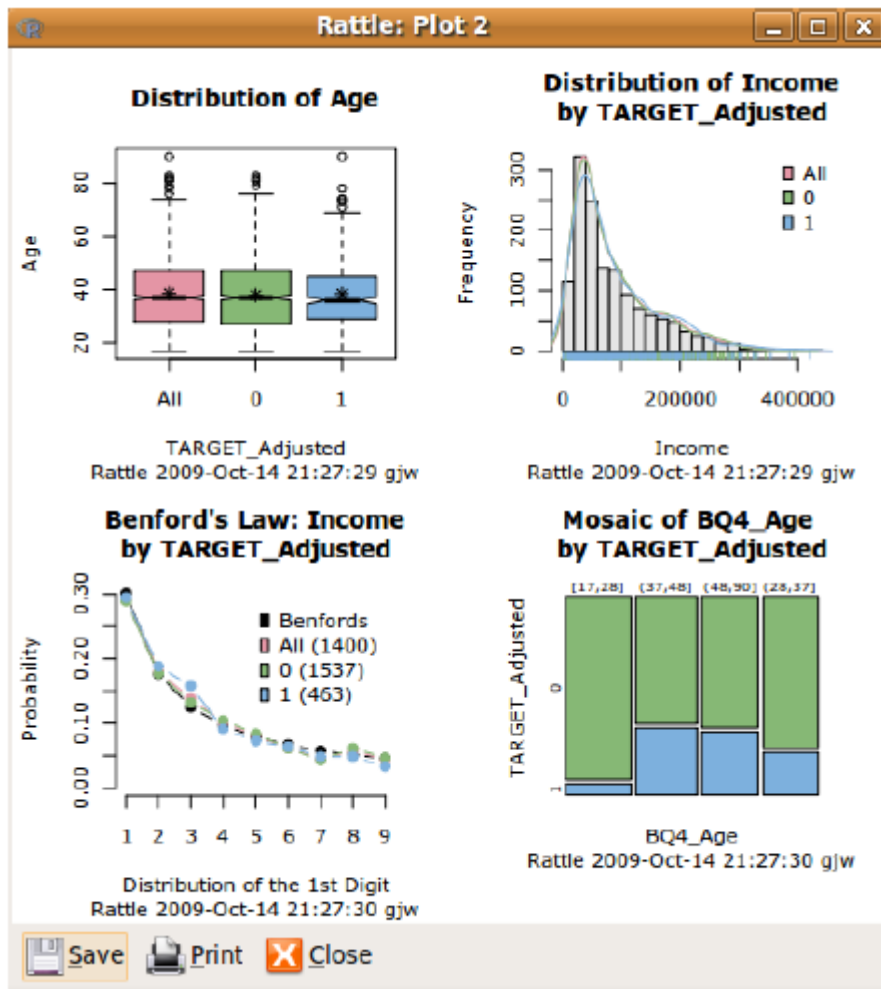 Rattle: Plot 2
Distribution of Age
80
60
40
20
Age
All 0 1
TARGET_Adjusted
Rattle 2009-Oct-14 21:27:29 gjw
Distribution of Income
by TARGET_Adjusted
300
200
100
0
Frequency
All
0
1
0 200000 400000
Income
Rattle 2009-Oct-14 21:27:29 gjw
Benford's Law: Income
by TARGET_Adjusted
0.30
0.20
0.10
0.00
Probability
Benfords
All (1400)
0 (1537)
1 (463)
1 2 3 4 5 6 7 8 9
Distribution of the 1st Digit
Rattle 2009-Oct-14 21:27:30 gjw
Mosaic of BQ4_Age
by TARGET_Adjusted
[17,28] (37,48] (48,90] (28,37]
TARGET_Adjusted
0
1
BQ4_Age
Rattle 2009-Oct-14 21:27:30 gjw
Save Print Close